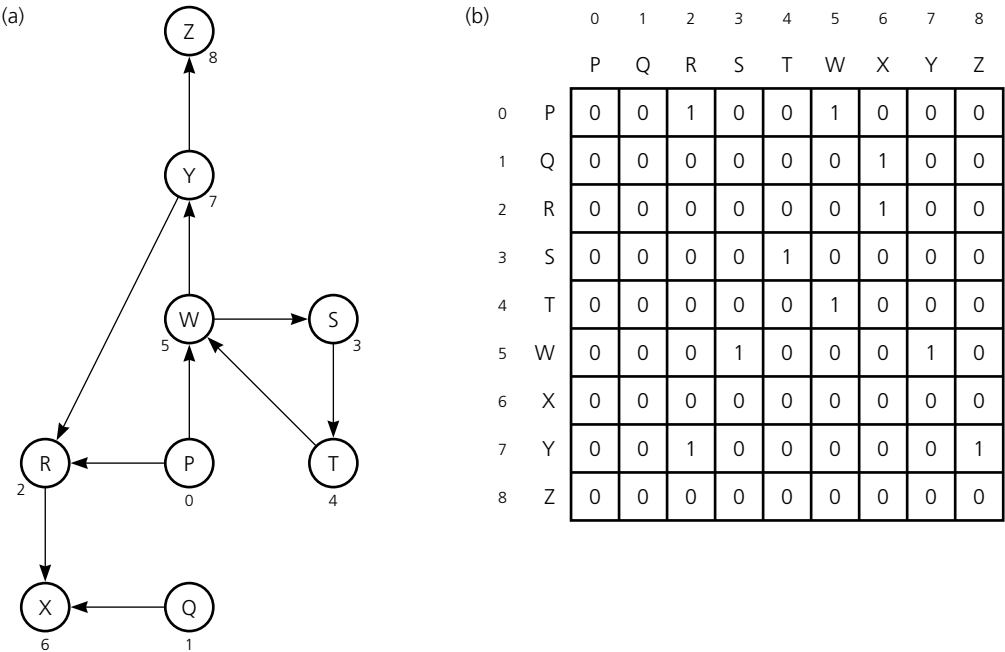 (a)
Z
8
Y
7
W
5
S
3
R
2
P
0
T
4
X
6
Q
1
(b)
0 1 2 3 4 5 6 7 8
P Q R S T W X Y Z
0 P 0 0 1 0 0 1 0 0 0
1 Q 0 0 0 0 0 0 1 0 0
2 R 0 0 0 0 0 0 1 0 0
3 S 0 0 0 0 1 0 0 0 0
4 T 0 0 0 0 0 1 0 0 0
5 W 0 0 0 1 0 0 0 1 0
6 X 0 0 0 0 0 0 0 0 0
7 Y 0 0 1 0 0 0 0 0 1
8 Z 0 0 0 0 0 0 0 0 0